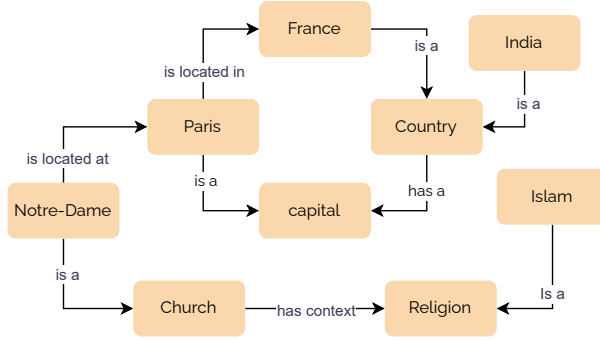 France
India
is a
is located in
is a
Paris
Country
is located at
is a
has a
Notre-Dame
capital
Islam
is a
Is a
Church
has context
Religion